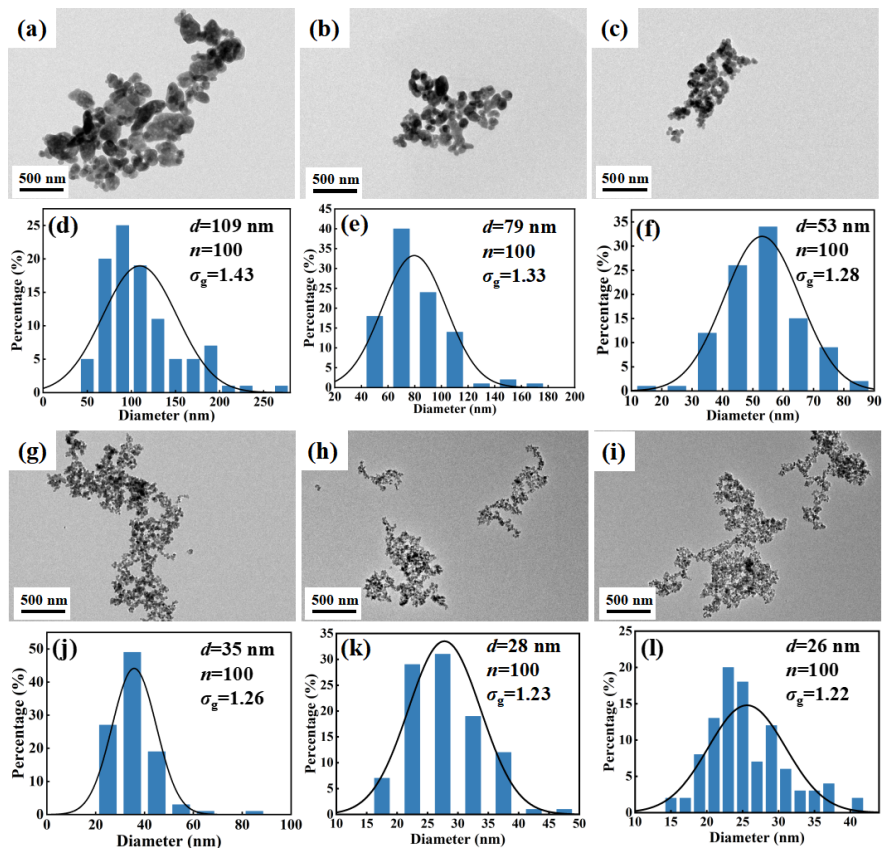 (a)
500 nm
(b)
500 nm
(c)
500 nm
(d)
d=109 nm
n=100
σg=1.43
Percentage (%)
25
20
15
10
5
0
0 50 100 150 200 250
Diameter (nm)
(e)
d=79 nm
n=100
σg=1.33
Percentage (%)
45
40
35
30
25
20
15
10
5
0
20 40 60 80 100 120 140 160 180 200
Diameter (nm)
(f)
d=53 nm
n=100
σg=1.28
Percentage (%)
35
30
25
20
15
10
5
0
10 20 30 40 50 60 70 80 90
Diameter (nm)
(g)
500 nm
(h)
500 nm
(i)
500 nm
(j)
d=35 nm
n=100
σg=1.26
Percentage (%)
50
40
30
20
10
0
0 20 40 60 80 100
Diameter (nm)
(k)
d=28 nm
n=100
σg=1.23
Percentage (%)
35
30
25
20
15
10
5
0
10 15 20 25 30 35 40 45 50
Diameter (nm)
(l)
d=26 nm
n=100
σg=1.22
Percentage (%)
25
20
15
10
5
0
10 15 20 25 30 35 40
Diameter (nm)